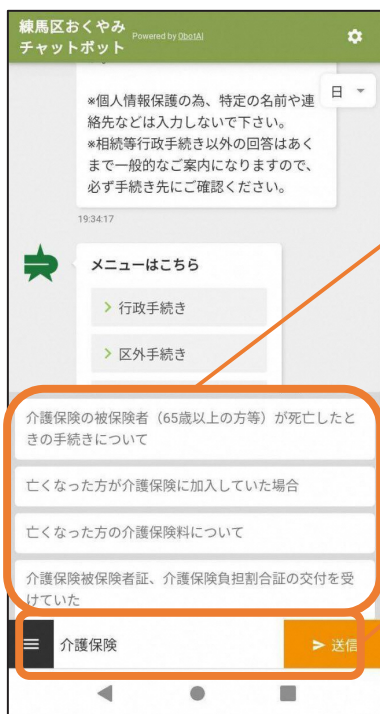 練馬区おくやみ
チャットボット
Powered by ObotAI
日
*個人情報保護の為、特定の名前や連
絡先などは入力しないで下さい。
*相続等行政手続き以外の回答はあく
まで一般的なご案内になりますので、
必ず手続き先にご確認ください。
19:34:17
メニューはこちら
行政手続き
区外手続き
介護保険の被保険者（65歳以上の方等）が死亡したと
きの手続きについて
亡くなった方が介護保険に加入していた場合
亡くなった方の介護保険料について
介護保険被保険者証、介護保険負担割合証の交付を受
けていた
介護保険
送信